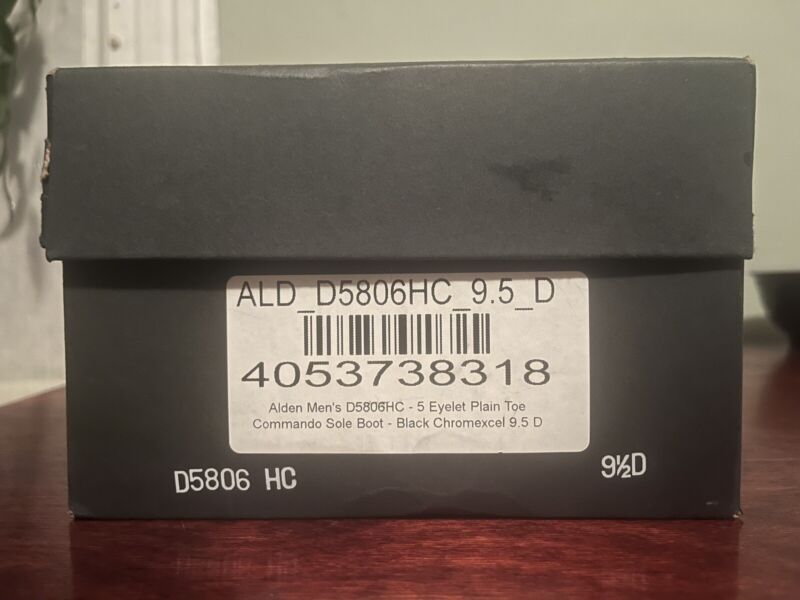 ALD_D5806HC_9.5_D
4053738318
Alden Men's D5806HC - 5 Eyelet Plain Toe
Commando Sole Boot - Black Chromexcel 9.5 D
D5806 HC 9½D